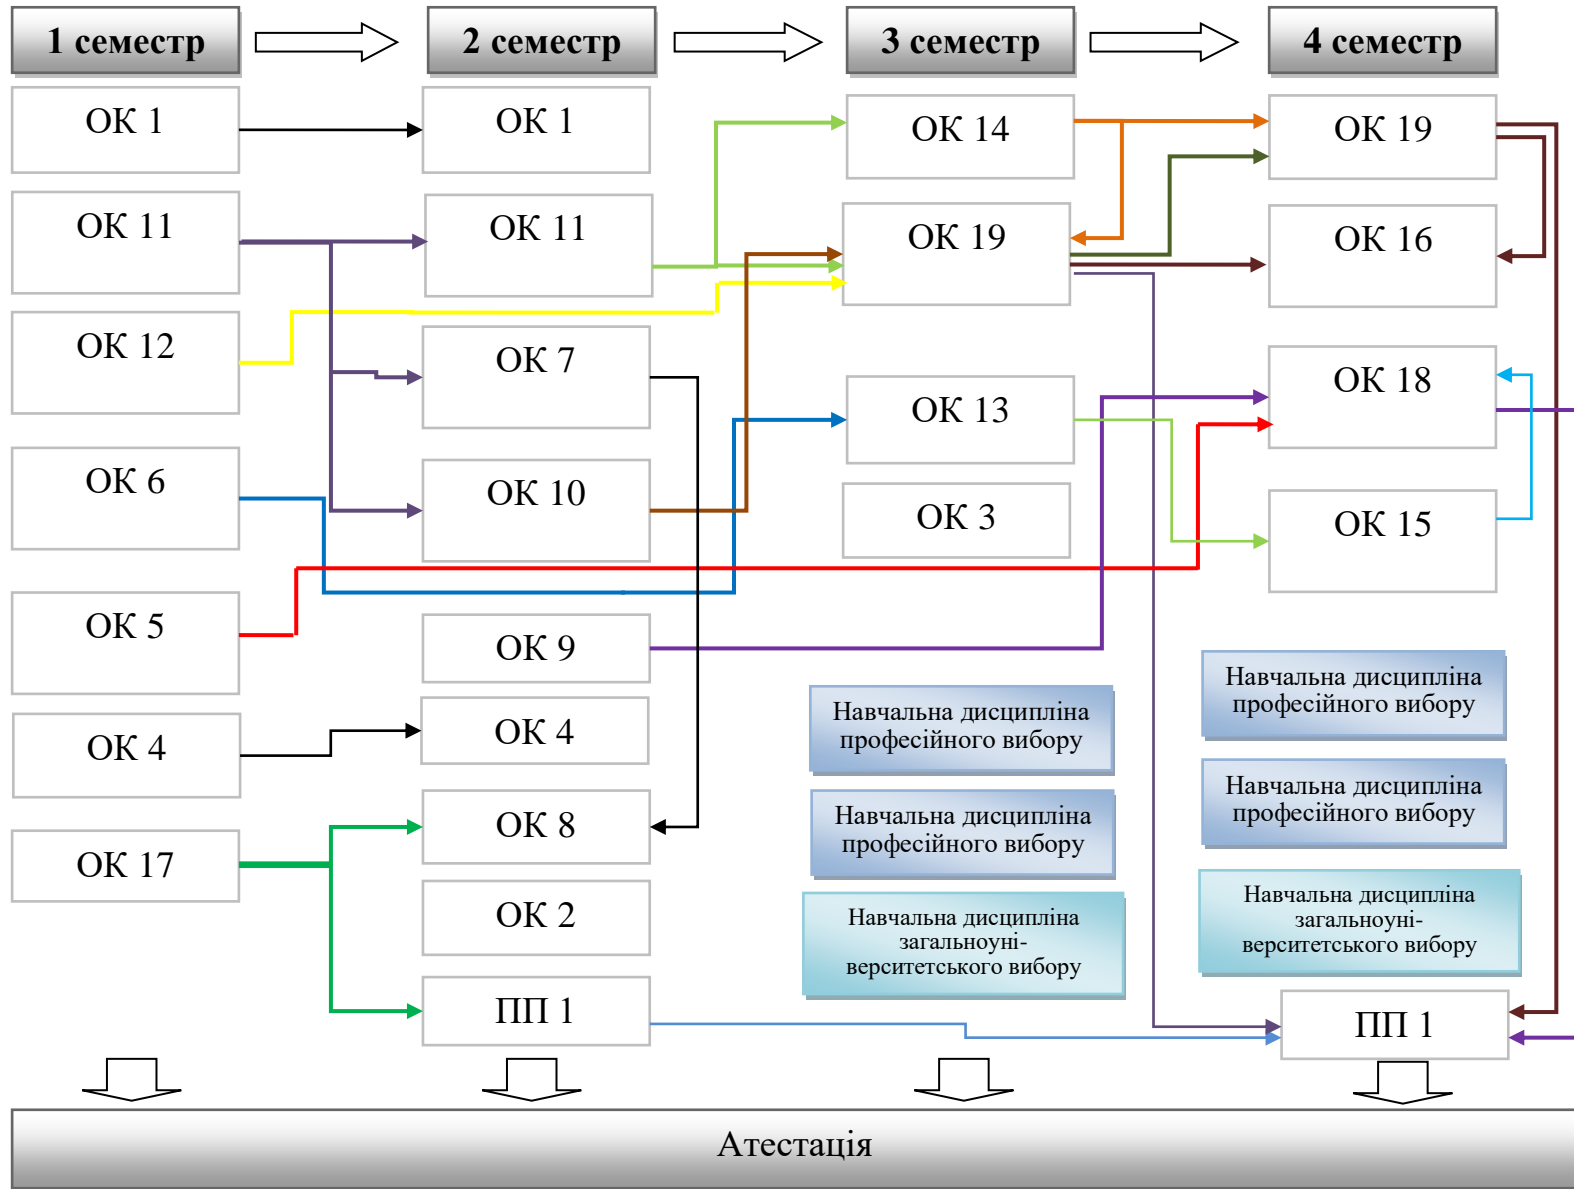 1 семестр
2 семестр
3 семестр
4 семестр
ОК 1
ОК 11
ОК 12
ОК 6
ОК 5
ОК 4
ОК 17
ОК 1
ОК 11
ОК 7
ОК 10
ОК 9
ОК 4
ОК 8
ОК 2
ПП 1
ОК 14
ОК 19
ОК 13
ОК 3
Навчальна дисципліна
професійного вибору
Навчальна дисципліна
професійного вибору
Навчальна дисципліна
загальноуні-
верситетського вибору
ОК 19
ОК 16
ОК 18
ОК 15
Навчальна дисципліна
професійного вибору
Навчальна дисципліна
професійного вибору
Навчальна дисципліна
загальноуні-
верситетського вибору
ПП 1
Атестація